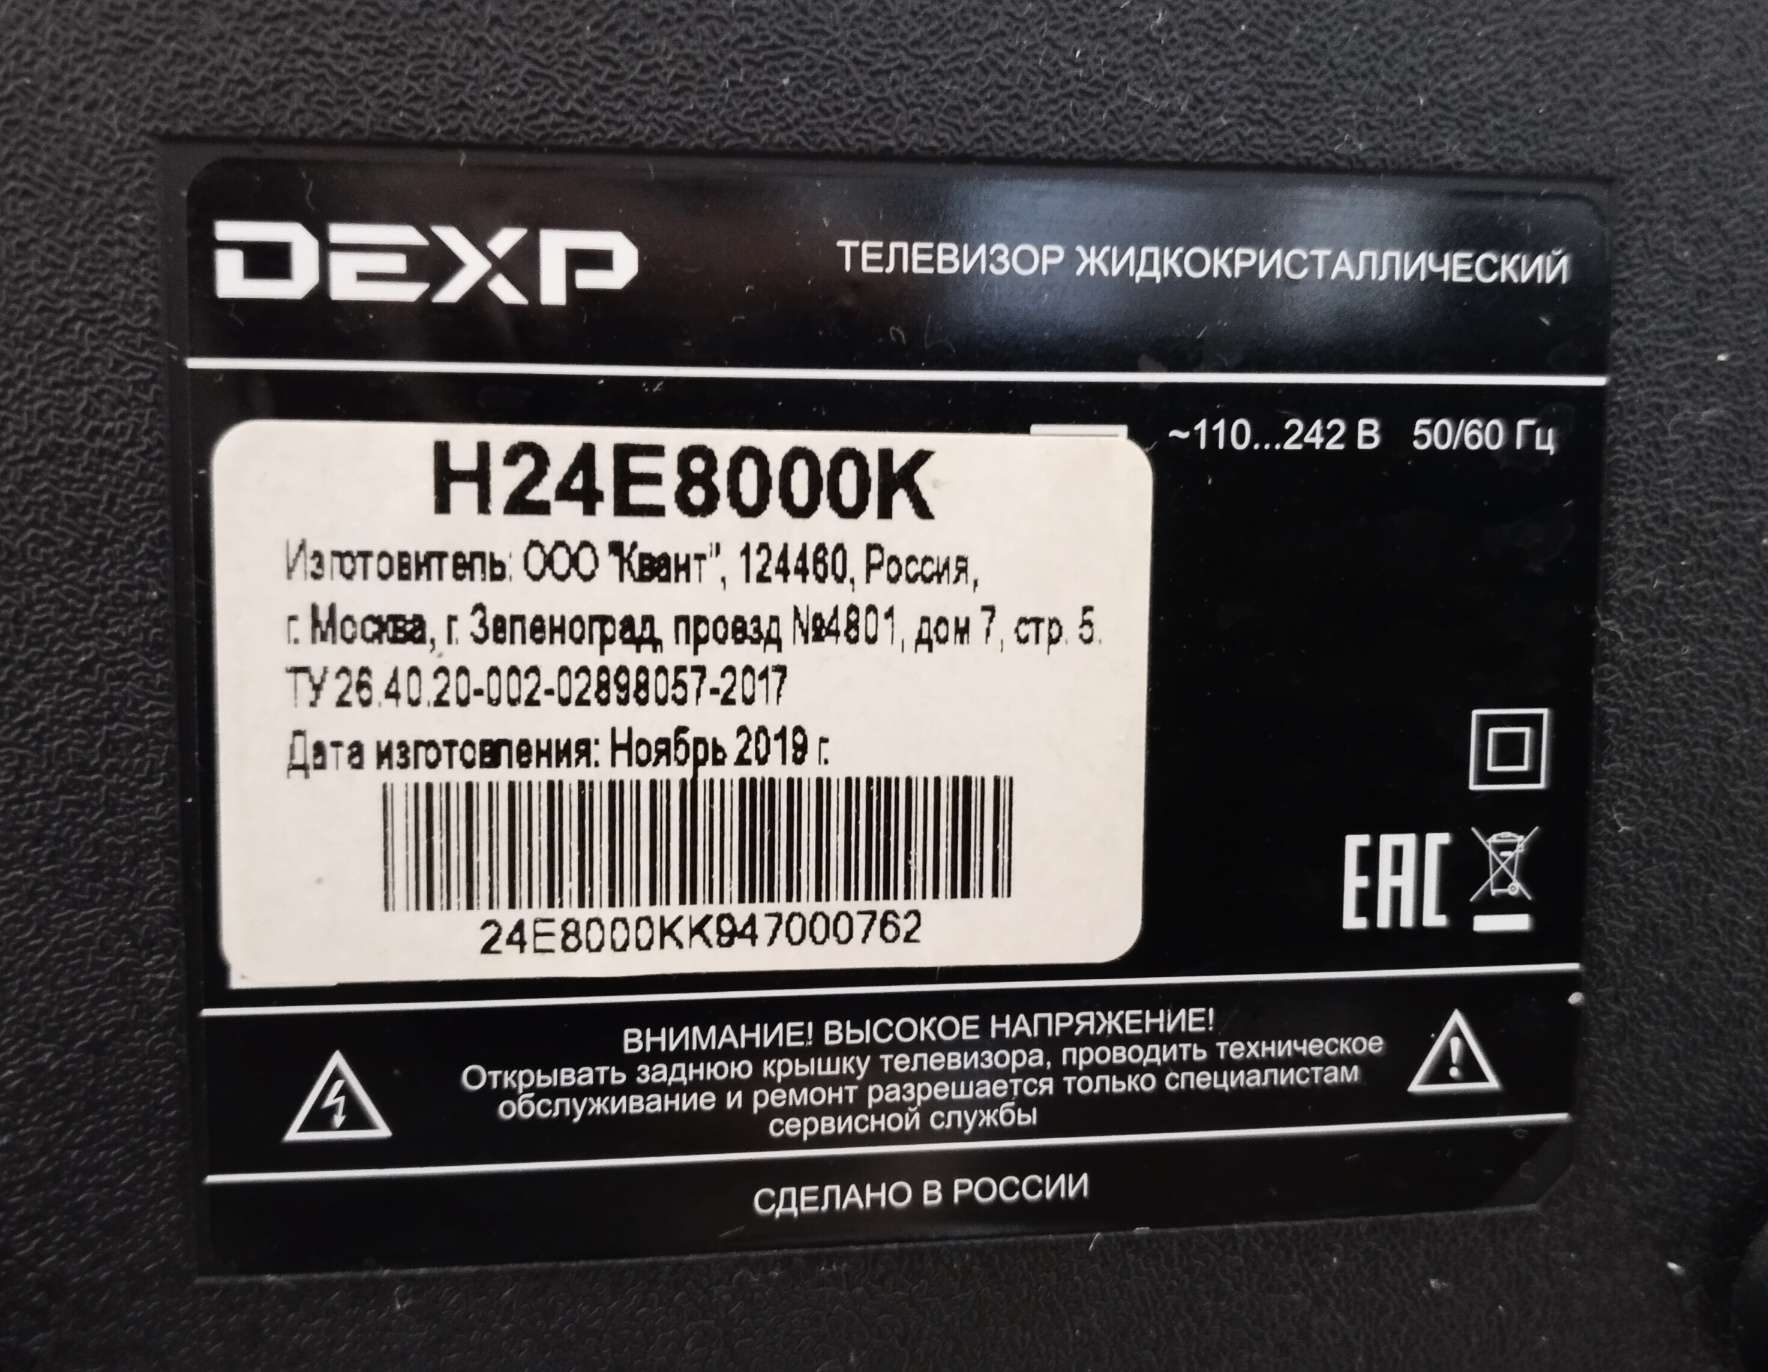 DEXP
ТЕЛЕВИЗОР ЖИДКОКРИСТАЛЛИЧЕСКИЙ
~110...242 В 50/60 Гц
H24E8000K
Изготовитель: ООО "Квант", 124460, Россия,
г. Москва, г. Зеленоград, проезд №4801, дом 7, стр. 5.
ТУ 26.40.20-002-02898057-2017
Дата изготовления: Ноябрь 2019 г.
24E8000KK947000762
EAC
ВНИМАНИЕ! ВЫСОКОЕ НАПРЯЖЕНИЕ!
Открывать заднюю крышку телевизора, проводить техническое
обслуживание и ремонт разрешается только специалистам
сервисной службы
СДЕЛАНО В РОССИИ